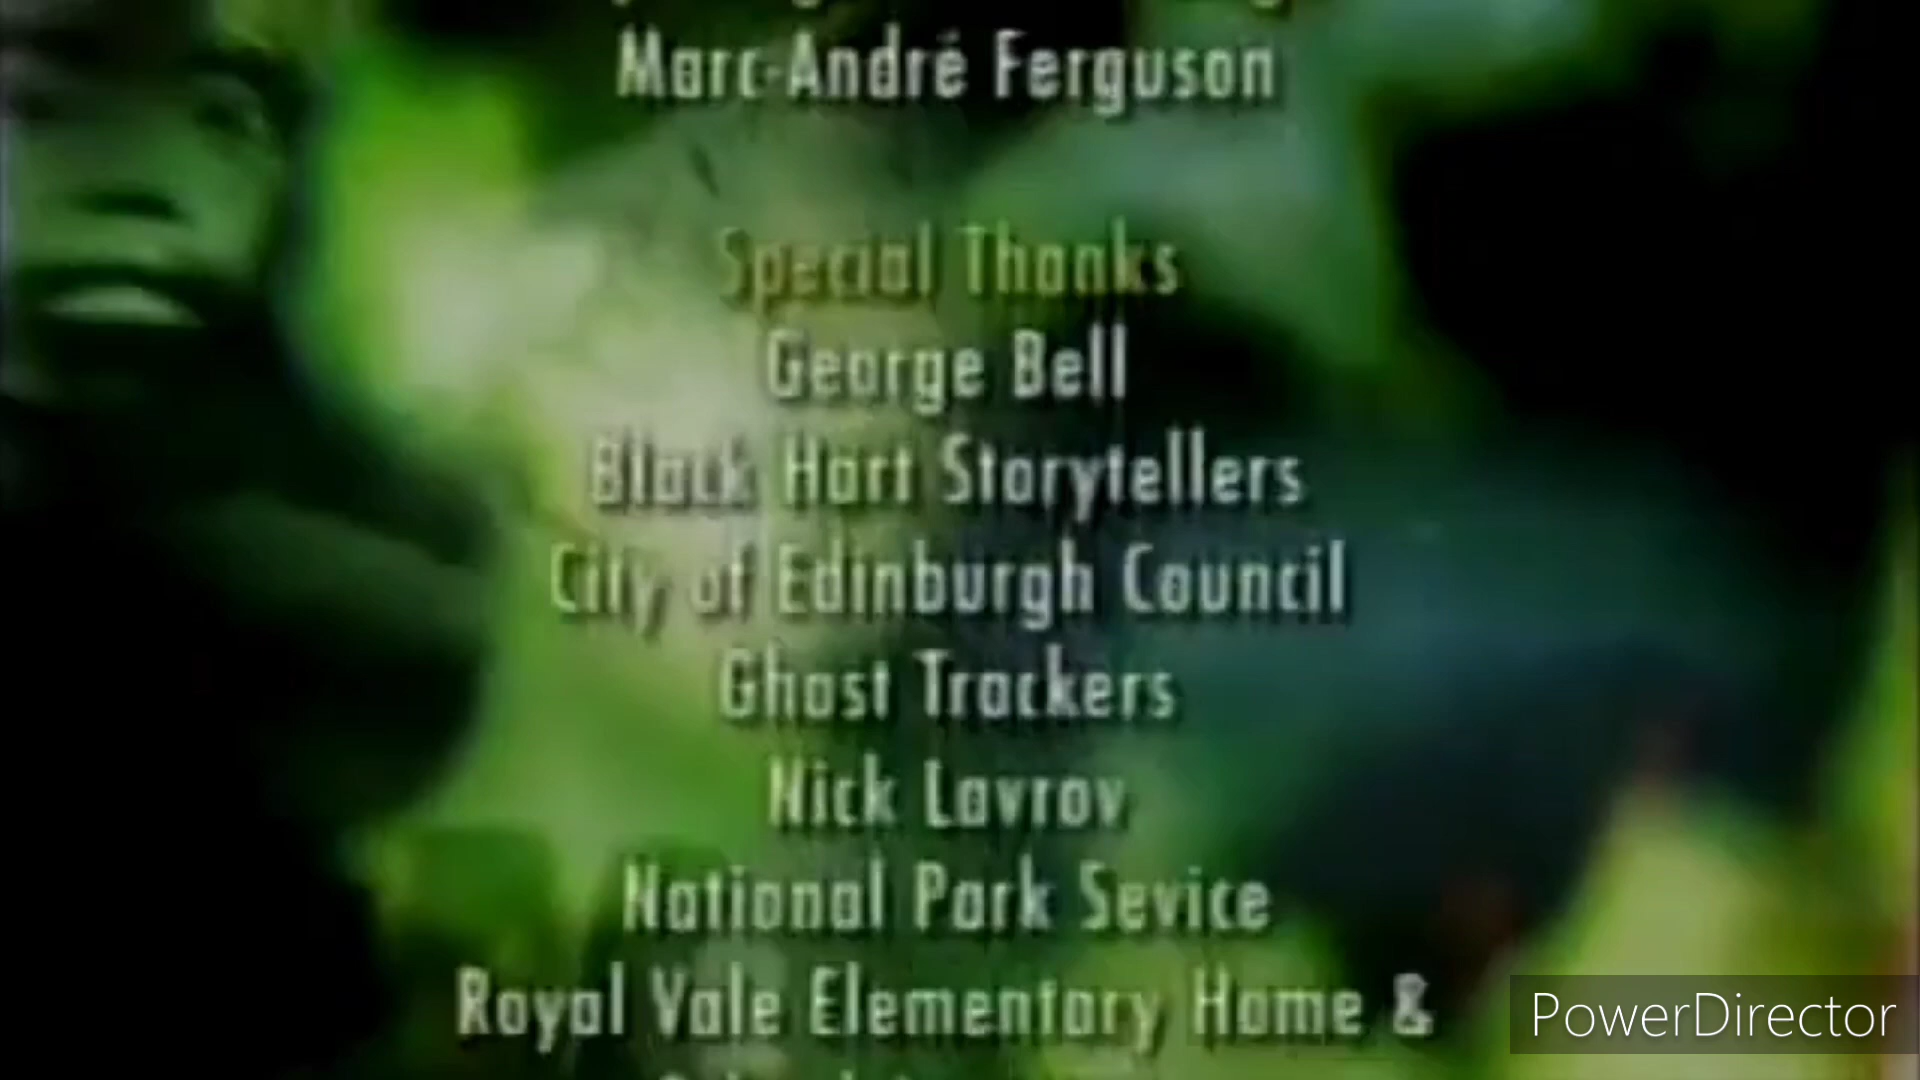 Marc-André Ferguson
Special Thanks
George Bell
Black Hart Storytellers
City of Edinburgh Council
Ghost Trackers
Nick Lavrov
National Park Sevice
Royal Vale Elementary Home &
PowerDirector